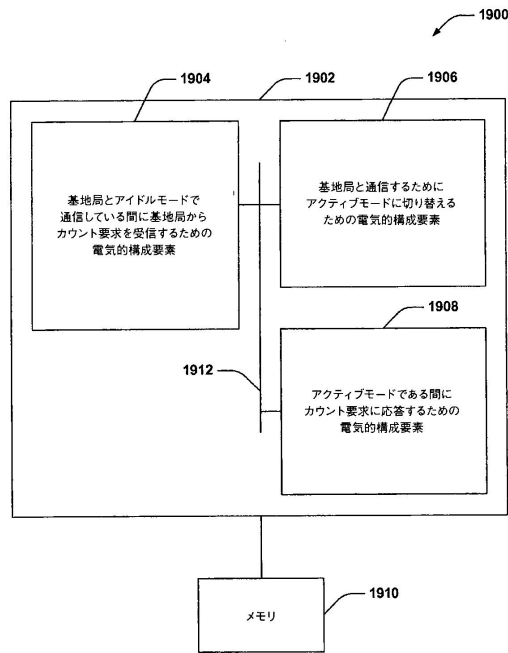 1900
1904
1902
1906
基地局とアイドルモードで
通信している間に基地局から
カウント要求を受信するための
電気的構成要素
基地局と通信するために
アクティブモードに切り替える
ための電気的構成要素
1908
1912
アクティブモードである間に
カウント要求に応答するための
電気的構成要素
メモリ
1910